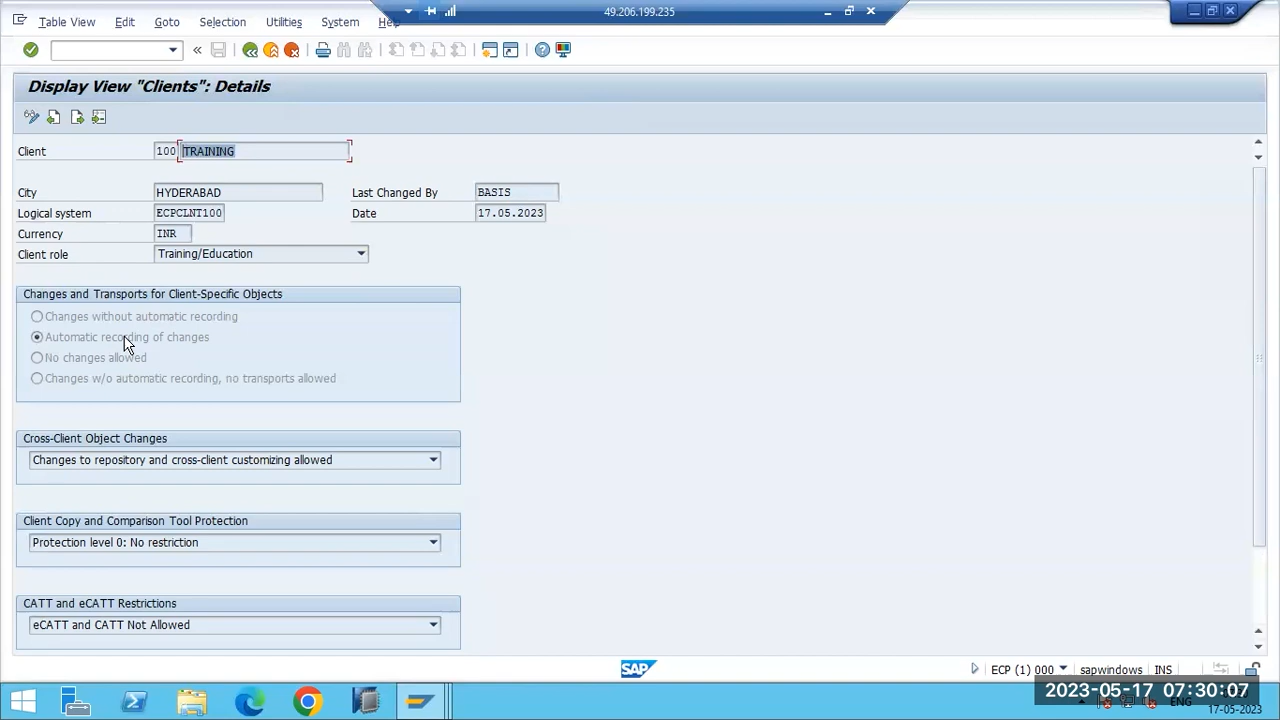 49.206.199.235
Table View Edit Goto Selection Utilities System Help
Display View "Clients": Details
Client 100 TRAINING
City HYDERABAD Last Changed By BASIS
Logical system ECPCLNT100 Date 17.05.2023
Currency INR
Client role Training/Education
Changes and Transports for Client-Specific Objects
Changes without automatic recording
Automatic recording of changes
No changes allowed
Changes w/o automatic recording, no transports allowed
Cross-Client Object Changes
Changes to repository and cross-client customizing allowed
Client Copy and Comparison Tool Protection
Protection level 0: No restriction
CATT and eCATT Restrictions
eCATT and CATT Not Allowed
SAP ECP (1) 000 sapwindows INS
2023-05-17 07:30:07
ENG
17-05-2023